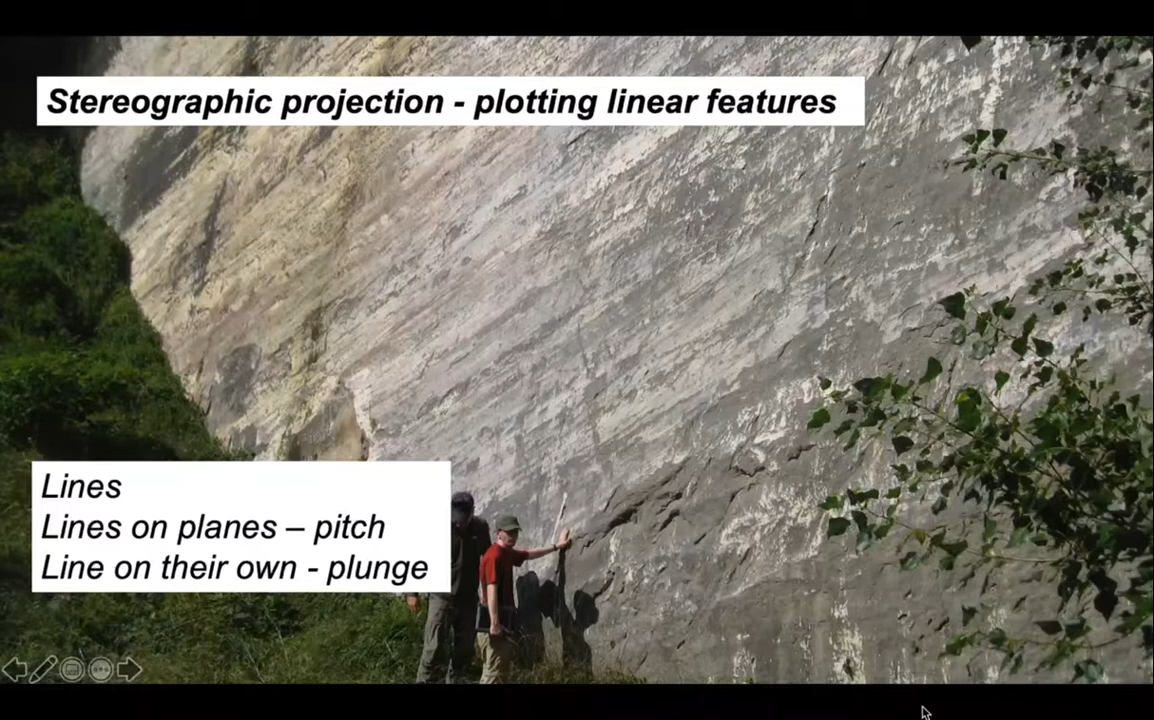 Stereographic projection - plotting linear features
Lines
Lines on planes – pitch
Line on their own - plunge